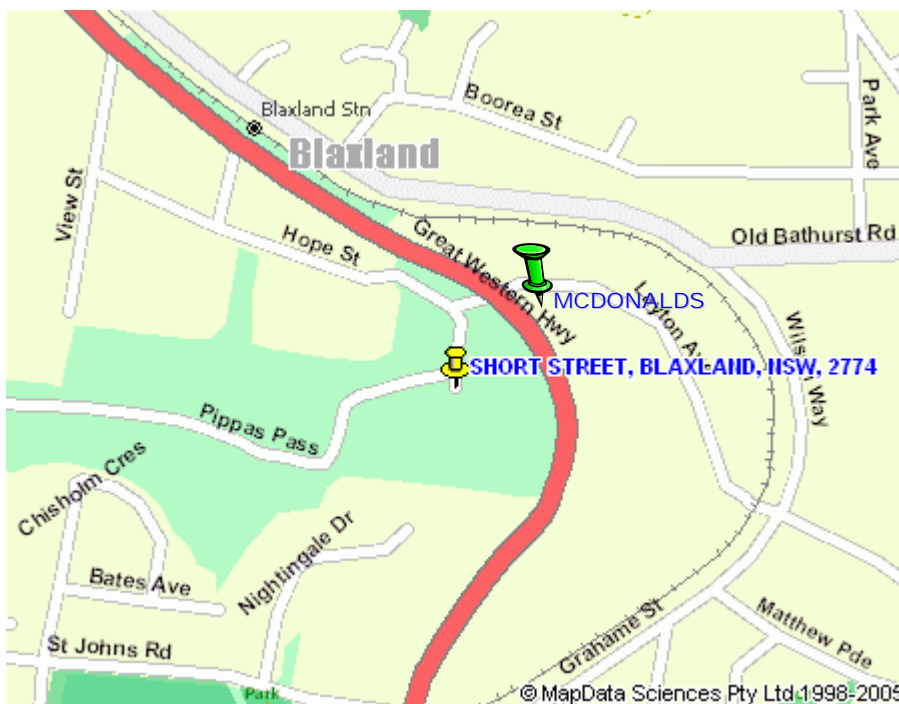 Blaxland Stn
Blaxland
Boorea St
Park Ave
View St
Hope St
Great Western Hwy
Old Bathurst Rd
MCDONALDS
Layton Ave
Wilson Way
SHORT STREET, BLAXLAND, NSW, 2774
Pippas Pass
Chisholm Cres
Nightingale Dr
Bates Ave
St Johns Rd
Grahame St
Matthew Pde
Park
© MapData Sciences Pty Ltd 1998-2005